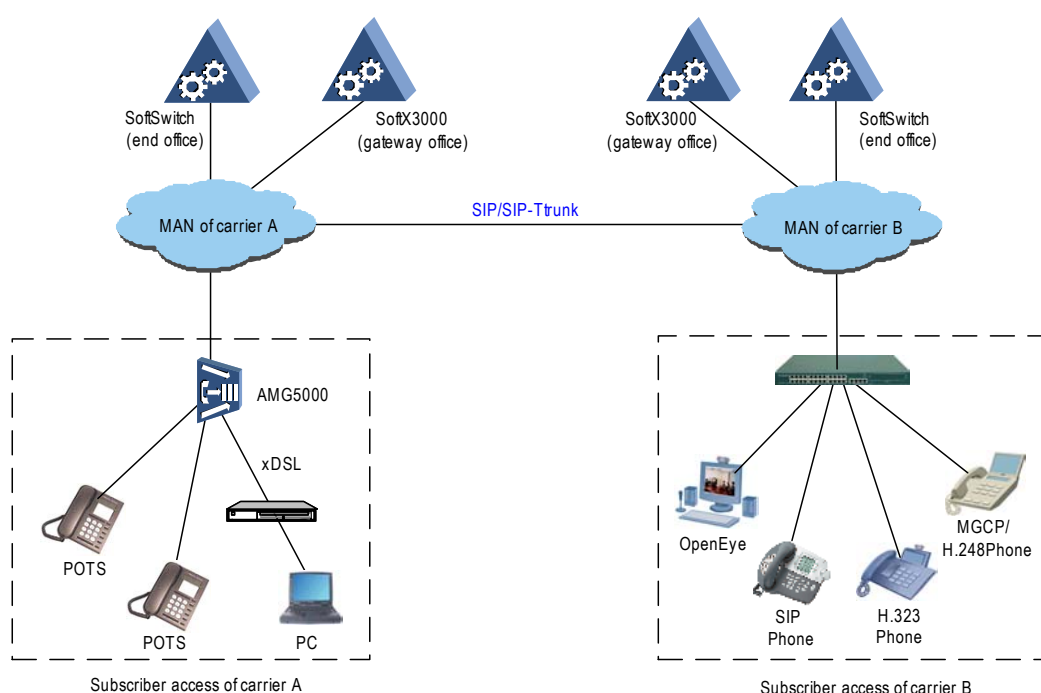 SoftSwitch
(end office)
SoftX3000
(gateway office)
SoftX3000
(gateway office)
SoftSwitch
(end office)
MAN of carrier A
SIP/SIP-Ttrunk
MAN of carrier B
AMG5000
xDSL
POTS
POTS
PC
OpenEye
SIP
Phone
H.323
Phone
MGCP/
H.248Phone
Subscriber access of carrier A
Subscriber access of carrier B